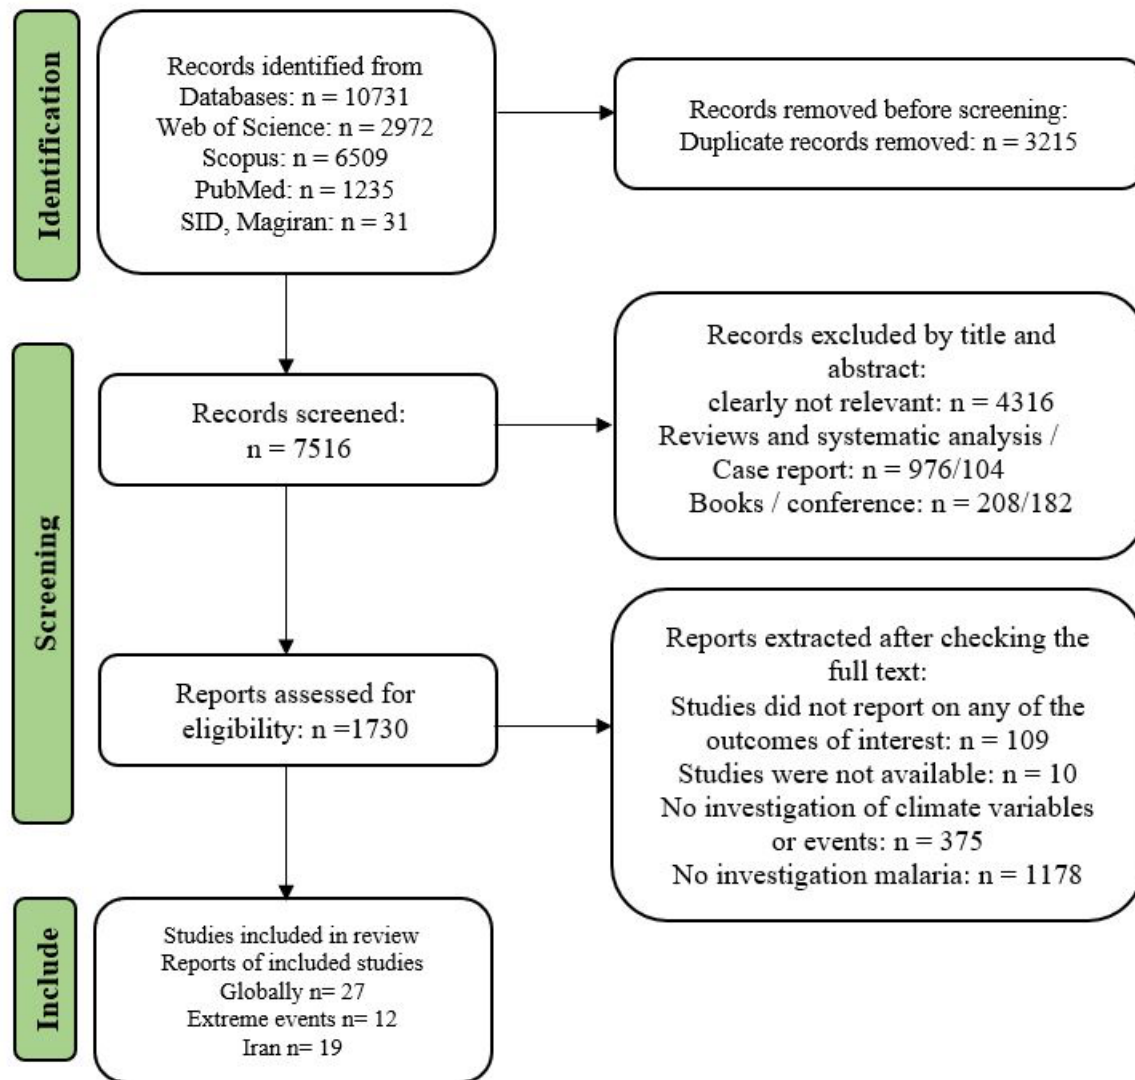 Identification
Records identified from
Databases: n = 10731
Web of Science: n = 2972
Scopus: n = 6509
PubMed: n = 1235
SID, Magiran: n = 31
Records removed before screening:
Duplicate records removed: n = 3215
Screening
Records screened:
n = 7516
Records excluded by title and
abstract:
clearly not relevant: n = 4316
Reviews and systematic analysis /
Case report: n = 976/104
Books / conference: n = 208/182
Reports assessed for
eligibility: n =1730
Reports extracted after checking the
full text:
Studies did not report on any of the
outcomes of interest: n = 109
Studies were not available: n = 10
No investigation of climate variables
or events: n = 375
No investigation malaria: n = 1178
Include
Studies included in review
Reports of included studies
Globally n= 27
Extreme events n= 12
Iran n= 19